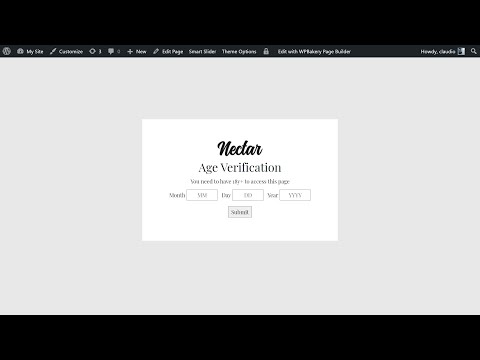 My Site Customize 3 0 New Edit Page Smart Slider Theme Options Edit with WPBakery Page Builder Howdy, claudio
Nectar
Age Verification
You need to have 18y+ to access this page
Month MM Day DD Year YYYY
Submit